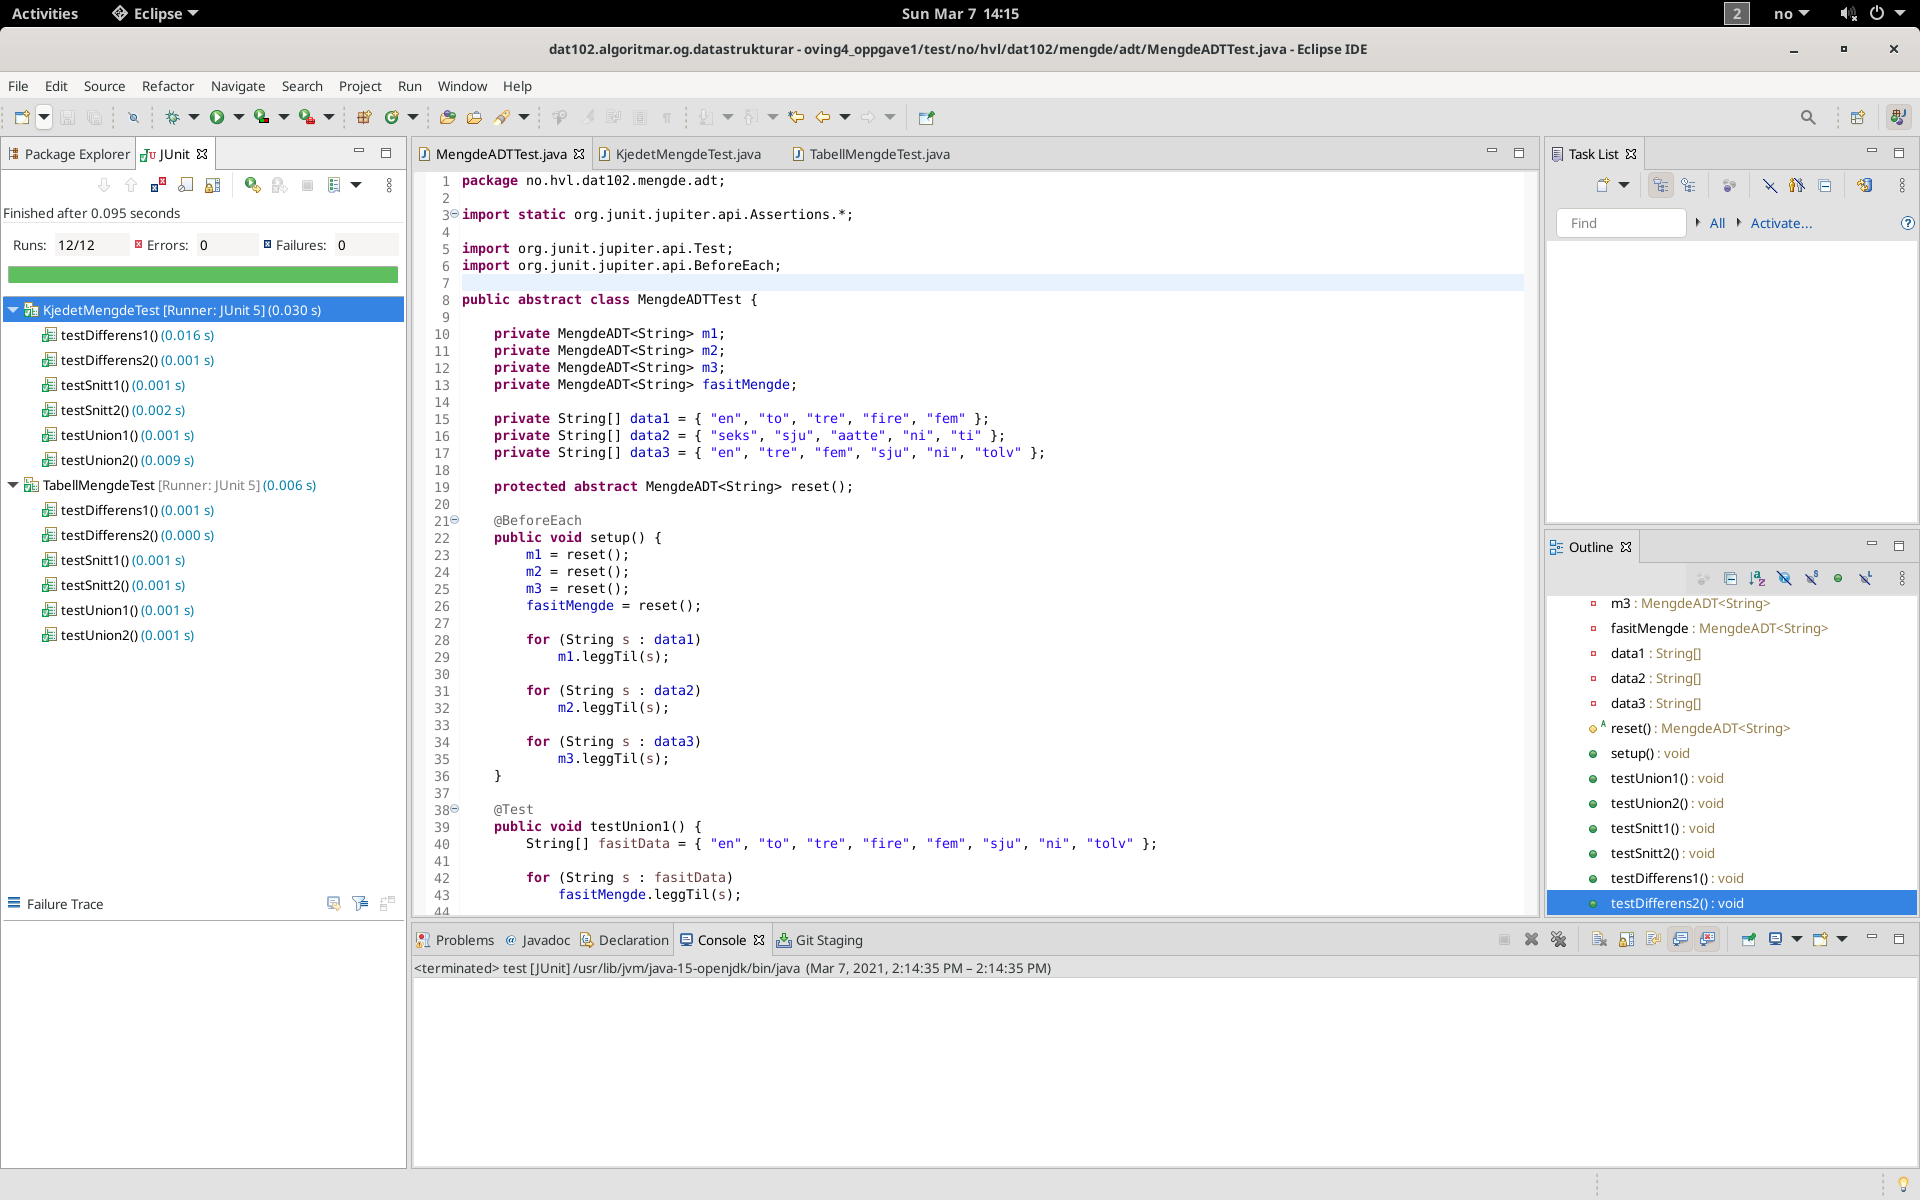 Activities Eclipse Sun Mar 7 14:15 2 no
dat102.algoritmar.og.datastrukturar - oving4_oppgave1/test/no/hvl/dat102/mengde/adt/MengdeADTTest.java - Eclipse IDE
File Edit Source Refactor Navigate Search Project Run Window Help
Package Explorer JUnit
Finished after 0.095 seconds
Runs: 12/12 Errors: 0 Failures: 0
KjedetMengdeTest [Runner: JUnit 5] (0.030 s)
testDifferens1() (0.016 s)
testDifferens2() (0.001 s)
testSnitt1() (0.001 s)
testSnitt2() (0.002 s)
testUnion1() (0.001 s)
testUnion2() (0.009 s)
TabellMengdeTest [Runner: JUnit 5] (0.006 s)
testDifferens1() (0.001 s)
testDifferens2() (0.000 s)
testSnitt1() (0.001 s)
testSnitt2() (0.001 s)
testUnion1() (0.001 s)
testUnion2() (0.001 s)
Failure Trace
MengdeADTTest.java KjedetMengdeTest.java TabellMengdeTest.java
1 package no.hvl.dat102.mengde.adt;
2
3 import static org.junit.jupiter.api.Assertions.*;
4
5 import org.junit.jupiter.api.Test;
6 import org.junit.jupiter.api.BeforeEach;
7
8 public abstract class MengdeADTTest {
9
10 private MengdeADT<String> m1;
11 private MengdeADT<String> m2;
12 private MengdeADT<String> m3;
13 private MengdeADT<String> fasitMengde;
14
15 private String[] data1 = { "en", "to", "tre", "fire", "fem" };
16 private String[] data2 = { "seks", "sju", "aatte", "ni", "ti" };
17 private String[] data3 = { "en", "tre", "fem", "sju", "ni", "tolv" };
18
19 protected abstract MengdeADT<String> reset();
20
21 @BeforeEach
22 public void setup() {
23 m1 = reset();
24 m2 = reset();
25 m3 = reset();
26 fasitMengde = reset();
27
28 for (String s : data1)
29 m1.leggTil(s);
30
31 for (String s : data2)
32 m2.leggTil(s);
33
34 for (String s : data3)
35 m3.leggTil(s);
36 }
37
38 @Test
39 public void testUnion1() {
40 String[] fasitData = { "en", "to", "tre", "fire", "fem", "sju", "ni", "tolv" };
41
42 for (String s : fasitData)
43 fasitMengde.leggTil(s);
44
Problems Javadoc Declaration Console Git Staging
<terminated> test [JUnit] /usr/lib/jvm/java-15-openjdk/bin/java (Mar 7, 2021, 2:14:35 PM – 2:14:35 PM)
Task List
Find All Activate...
Outline
m3 : MengdeADT<String>
fasitMengde : MengdeADT<String>
data1 : String[]
data2 : String[]
data3 : String[]
reset() : MengdeADT<String>
setup() : void
testUnion1() : void
testUnion2() : void
testSnitt1() : void
testSnitt2() : void
testDifferens1() : void
testDifferens2() : void